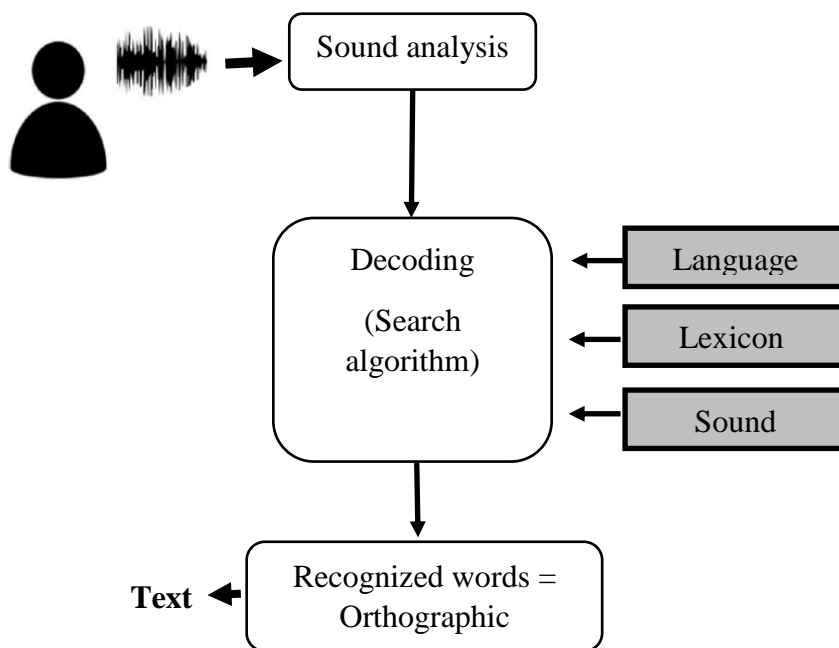 Sound analysis
Decoding
(Search
algorithm)
Language
Lexicon
Sound
Recognized words =
Orthographic
Text